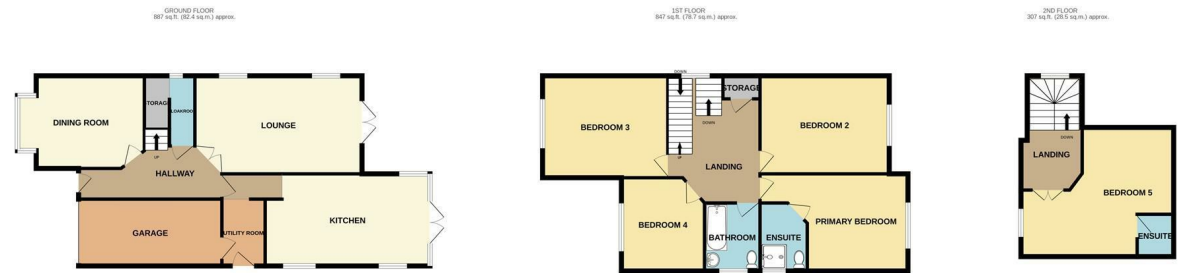 GROUND FLOOR
887 sq.ft. (82.4 sq.m.) approx.
DINING ROOM
TORAG
LOAKROO
LOUNGE
UP
HALLWAY
GARAGE
UTILITY ROOM
KITCHEN
1ST FLOOR
847 sq.ft. (78.7 sq.m.) approx.
DOWN
STORAGE
BEDROOM 3
DOWN
BEDROOM 2
UP
LANDING
BEDROOM 4
BATHROOM
ENSUITE
PRIMARY BEDROOM
2ND FLOOR
307 sq.ft. (28.5 sq.m.) approx.
DOWN
LANDING
BEDROOM 5
ENSUITE